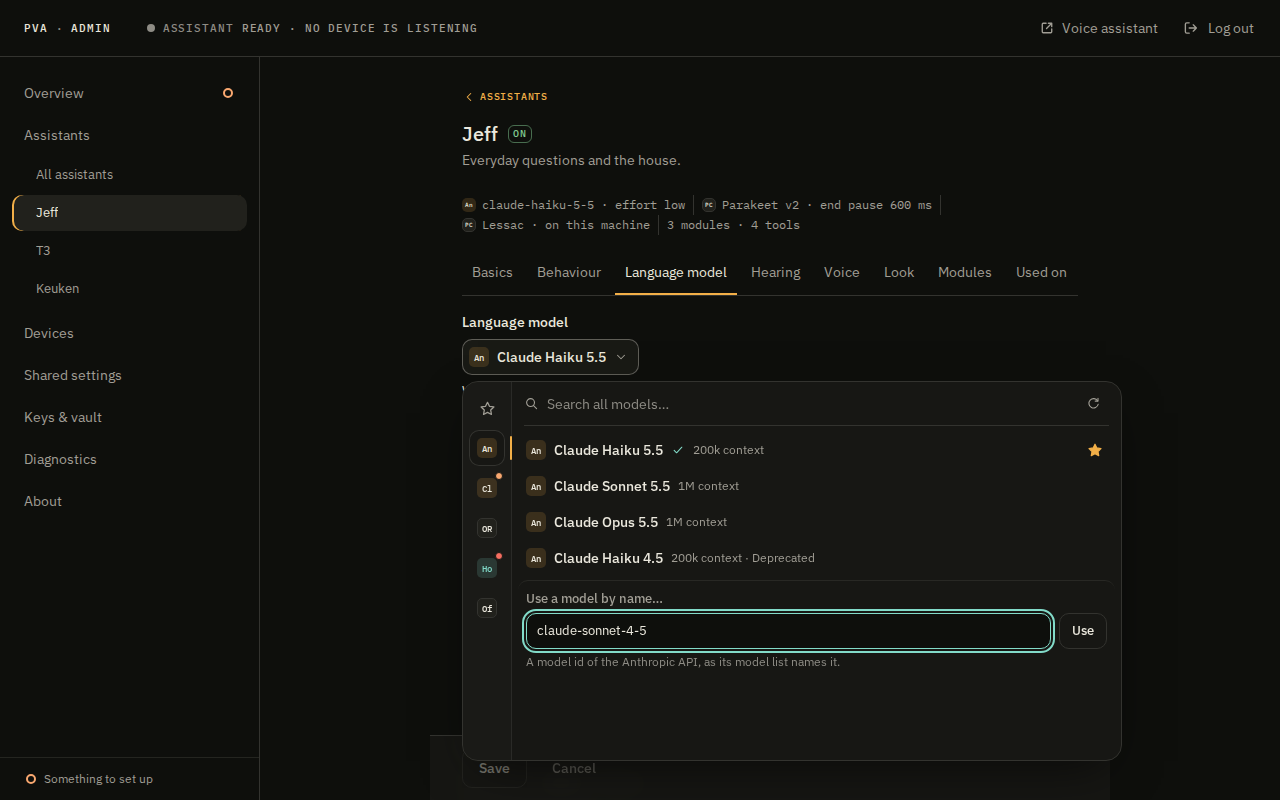 PVA · ADMIN
ASSISTANT READY · NO DEVICE IS LISTENING
Voice assistant
Log out
Overview
Assistants
All assistants
Jeff
T3
Keuken
Devices
Shared settings
Keys & vault
Diagnostics
About
Something to set up
ASSISTANTS
Jeff ON
Everyday questions and the house.
An claude-haiku-5-5 · effort low
PC Parakeet v2 · end pause 600 ms
PC Lessac · on this machine
3 modules · 4 tools
Basics Behaviour Language model Hearing Voice Look Modules Used on
Language model
An Claude Haiku 5.5
An
Cl
OR
Ho
Of
Search all models...
An Claude Haiku 5.5 200k context
An Claude Sonnet 5.5 1M context
An Claude Opus 5.5 1M context
An Claude Haiku 4.5 200k context · Deprecated
Use a model by name...
claude-sonnet-4-5
Use
A model id of the Anthropic API, as its model list names it.
Save Cancel